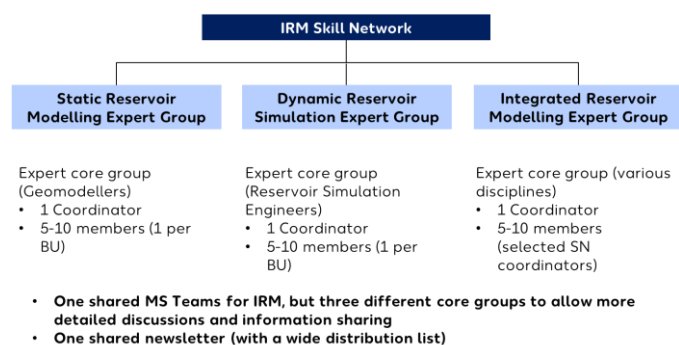 IRM Skill Network
Static Reservoir
Modelling Expert Group
Dynamic Reservoir
Simulation Expert Group
Integrated Reservoir
Modelling Expert Group
Expert core group
(Geomodellers)
• 1 Coordinator
• 5-10 members (1 per
BU)
Expert core group
(Reservoir Simulation
Engineers)
• 1 Coordinator
• 5-10 members (1 per
BU)
Expert core group (various
disciplines)
• 1 Coordinator
• 5-10 members
(selected SN
coordinators)
• One shared MS Teams for IRM, but three different core groups to allow more
detailed discussions and information sharing
• One shared newsletter (with a wide distribution list)